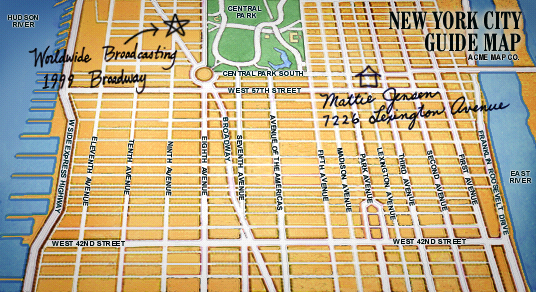 HUDSON
RIVER
CENTRAL
PARK
NEW YORK CITY
GUIDE MAP
ACME MAP CO.
Worldwide Broadcasting
1999 Broadway
CENTRAL PARK SOUTH
WEST 57TH STREET
Mattie Jensen
7226 Lexington Avenue
W.SIDE EXPRESS HIGHWAY
ELEVENTH AVENUE
TENTH AVENUE
NINTH AVENUE
EIGHTH AVENUE
BROADWAY
SEVENTH AVENUE
AVENUE OF THE AMERICAS
FIFTH AVENUE
MADISON AVENUE
PARK AVENUE
LEXINGTON AVENUE
THIRD AVENUE
SECOND AVENUE
FIRST AVENUE
FRANKLIN ROOSEVELT DRIVE
EAST
RIVER
WEST 42ND STREET
WEST 42ND STREET